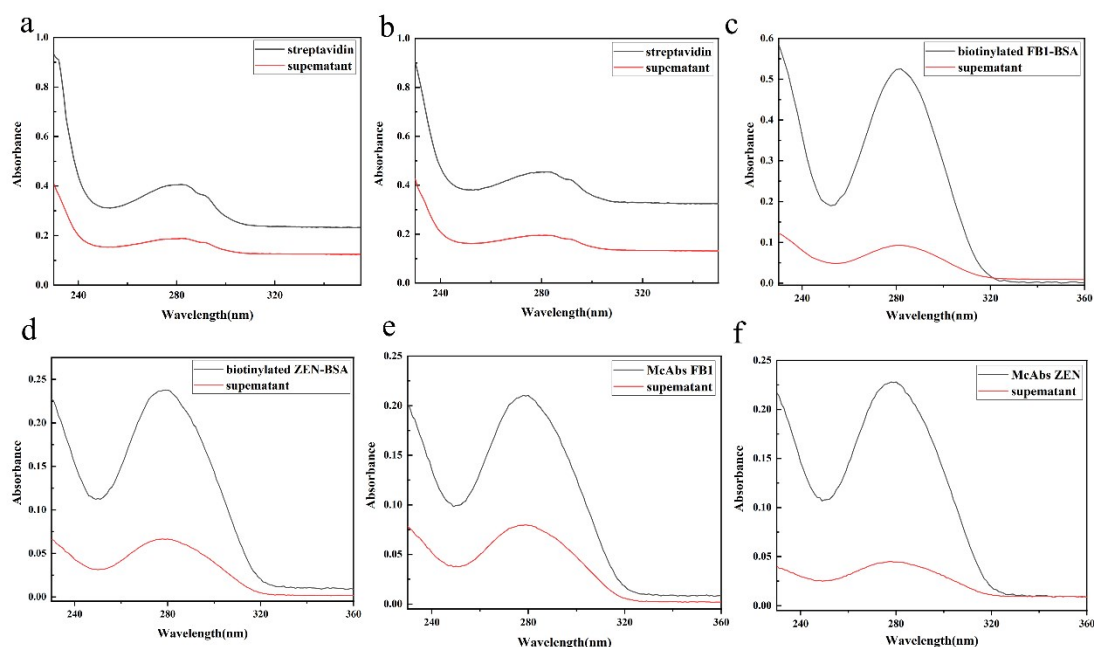 a
1.0
0.8
0.6
0.4
0.2
0.0
Absorbance
240
280
320
Wavelength(nm)
streptavidin
supematant
b
1.0
0.8
0.6
0.4
0.2
0.0
Absorbance
240
280
320
Wavelength(nm)
streptavidin
supematant
c
0.6
0.5
0.4
0.3
0.2
0.1
0.0
Absorbance
240
280
320
360
Wavelength(nm)
biotinylated FB1-BSA
supematant
d
0.25
0.20
0.15
0.10
0.05
0.00
Absorbance
240
280
320
360
Wavelength(nm)
biotinylated ZEN-BSA
supematant
e
0.25
0.20
0.15
0.10
0.05
0.00
Absorbance
240
280
320
360
Wavelength(nm)
McAbs FB1
supematant
f
0.25
0.20
0.15
0.10
0.05
0.00
Absorbance
240
280
320
360
Wavelength(nm)
McAbs ZEN
supematant